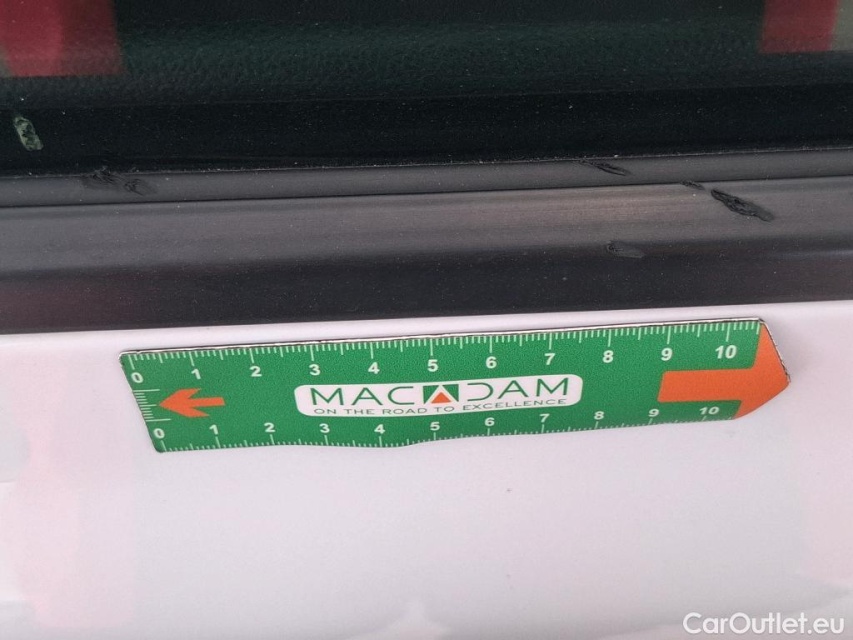 0 1 2 3 4 5 6 7 8 9 10
MACADAM
ON THE ROAD TO EXCELLENCE
0 1 2 3 4 5 6 7 8 9 10
CarOutlet.eu